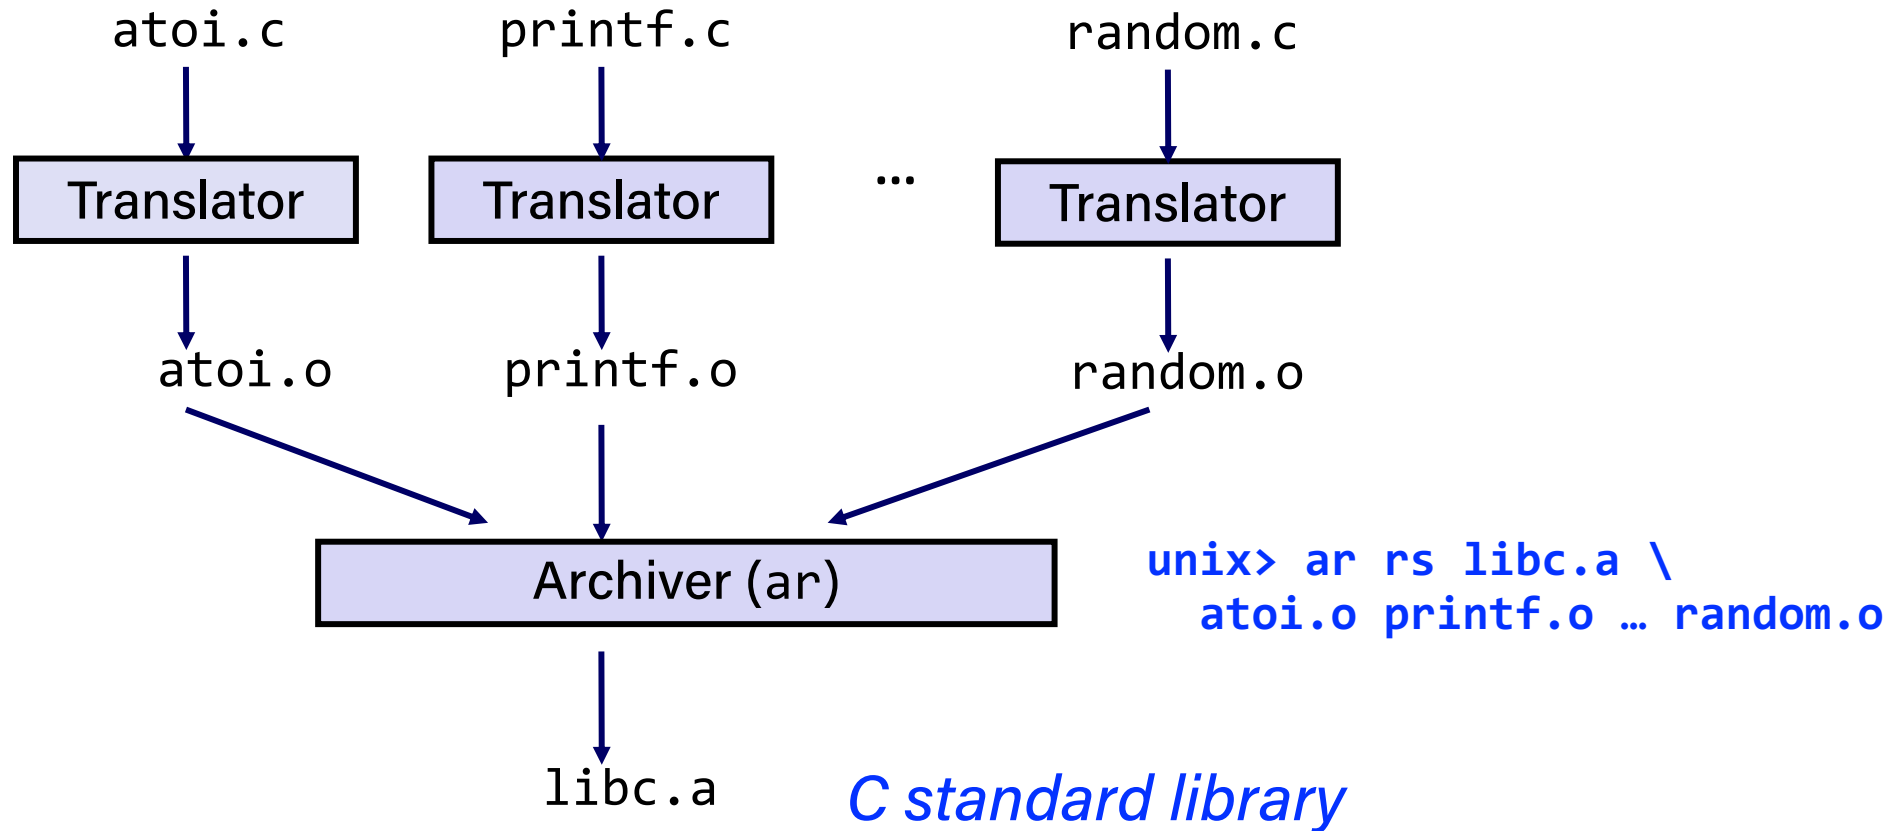 atoi.c printf.c random.c
Translator Translator ... Translator
atoi.o printf.o random.o
Archiver (ar)
unix> ar rs libc.a \
atoi.o printf.o … random.o
libc.a
C standard library